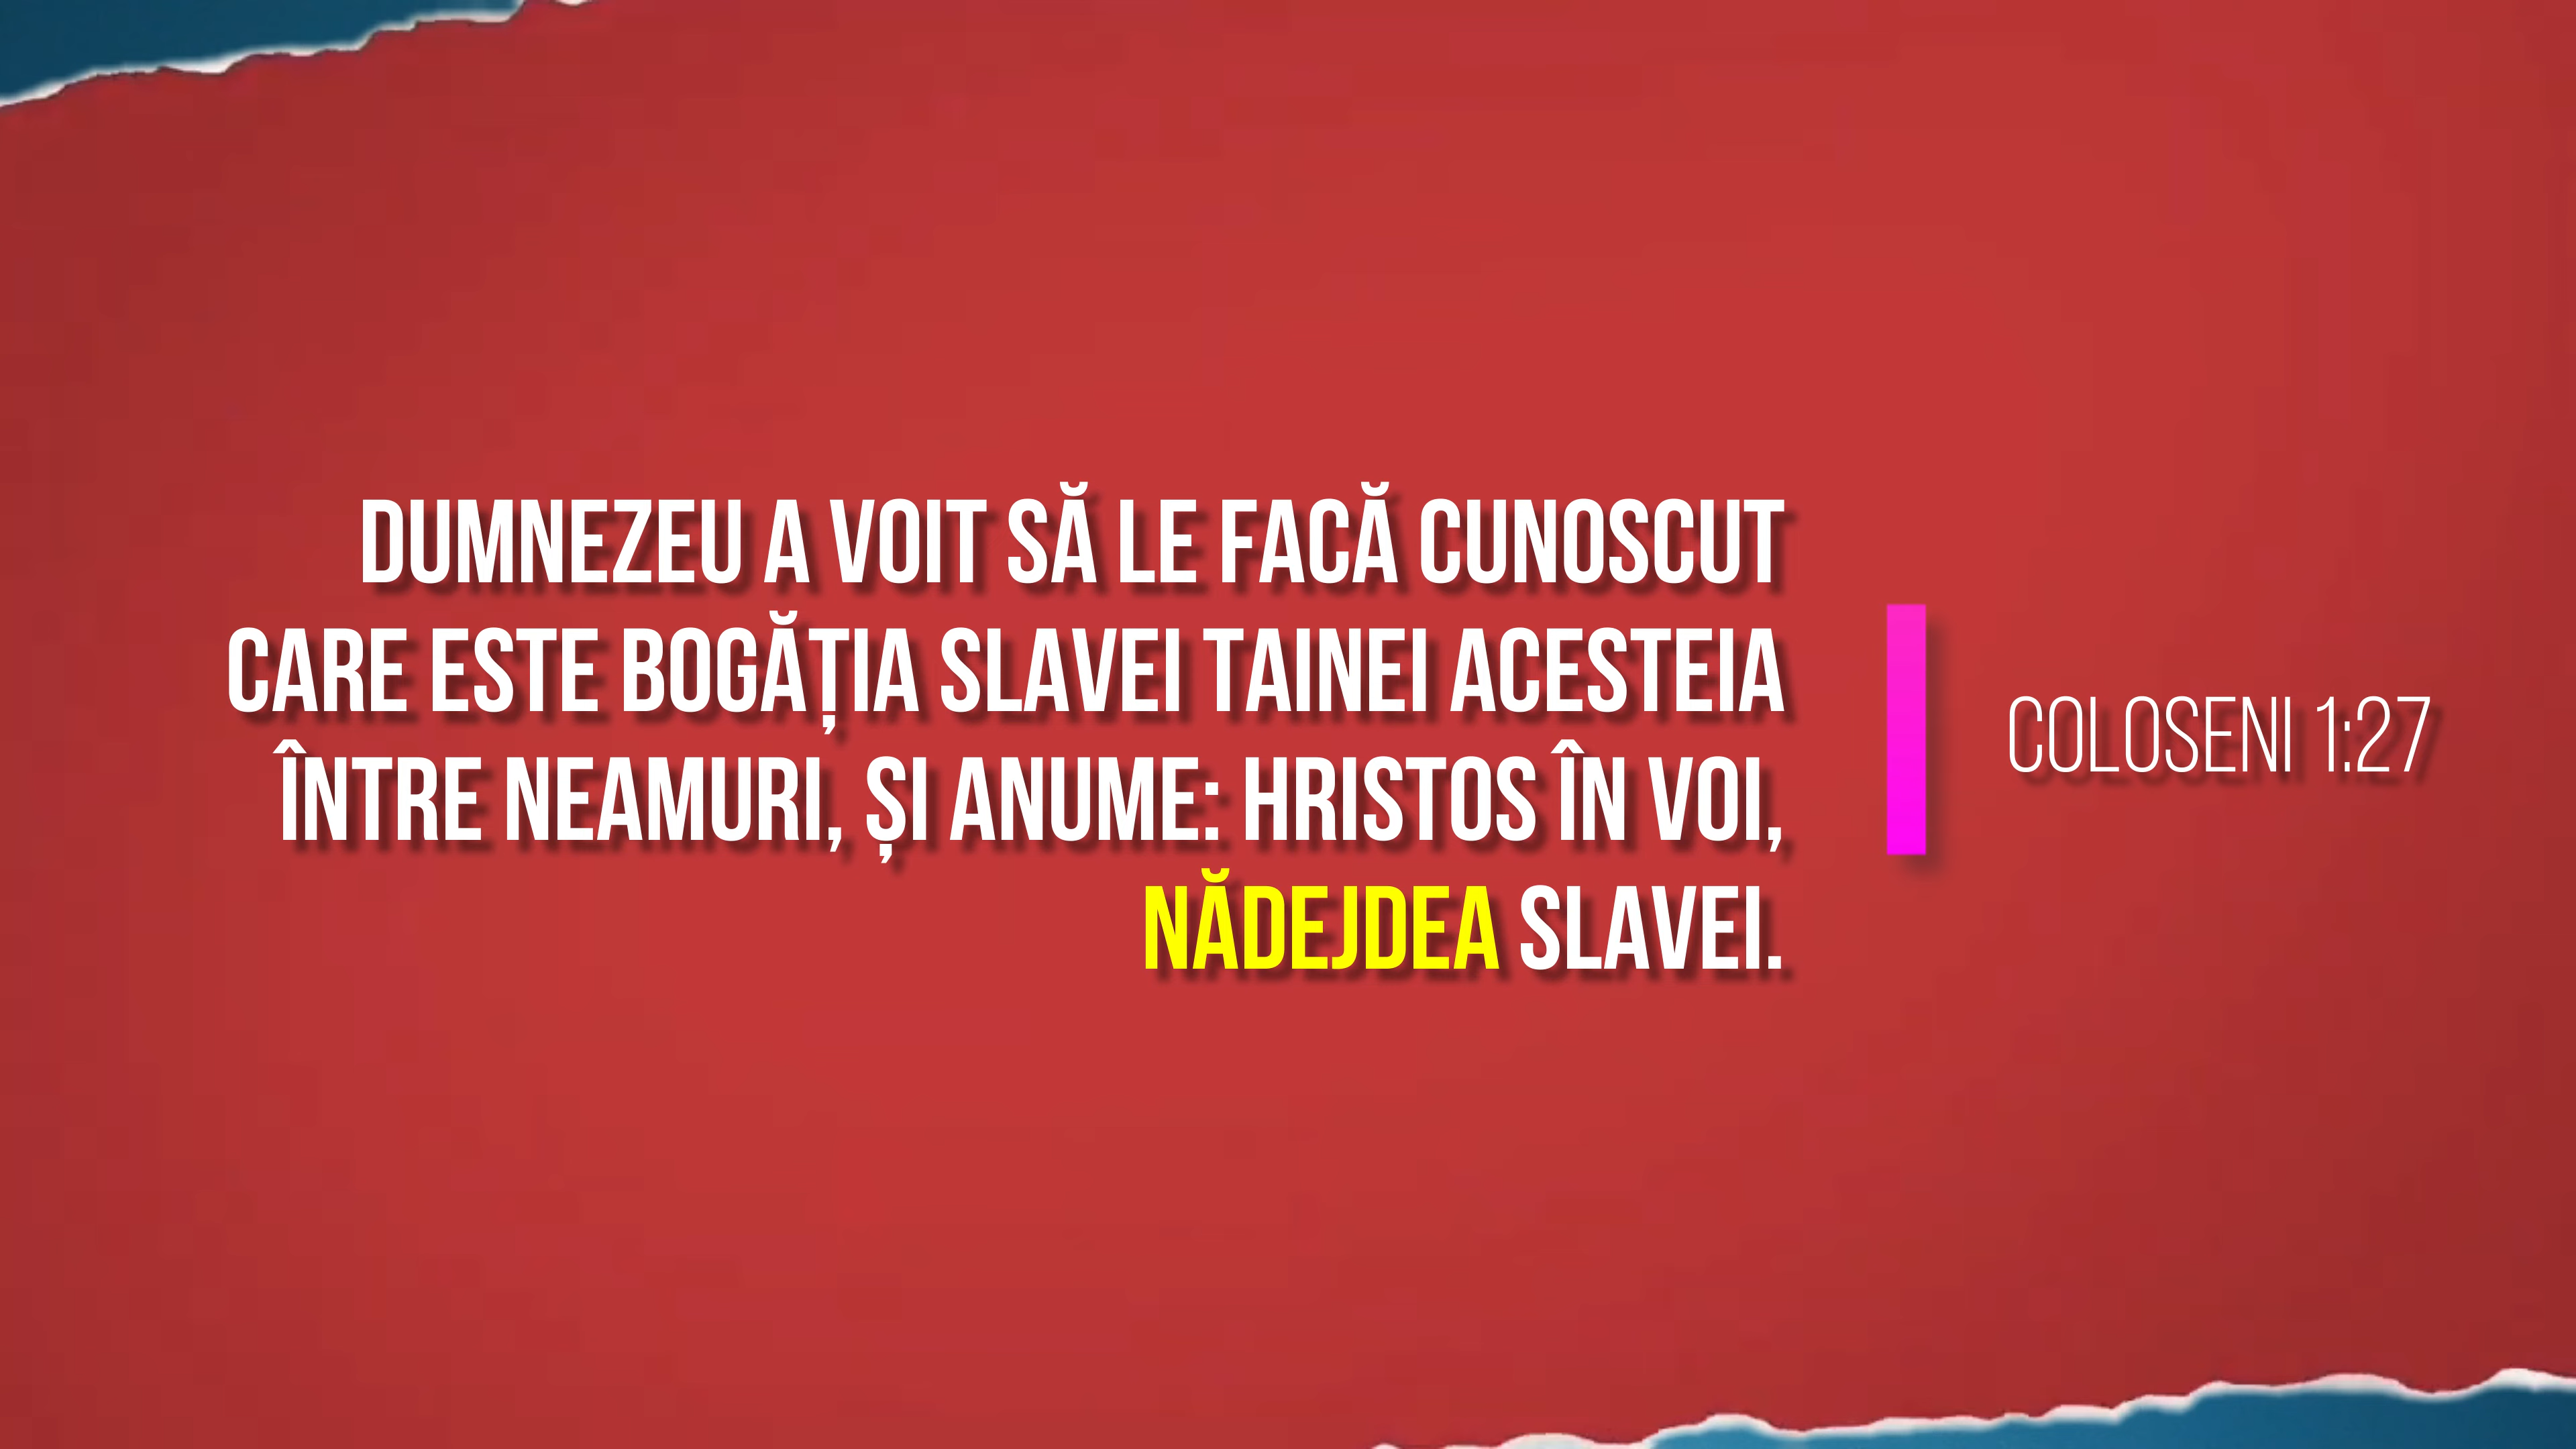 DUMNEZEU A VOIT SĂ LE FACĂ CUNOSCUT
CARE ESTE BOGĂȚIA SLAVEI TAINEI ACESTEIA
ÎNTRE NEAMURI, ȘI ANUME: HRISTOS ÎN VOI,
NĂDEJDEA SLAVEI.
COLOSENI 1:27